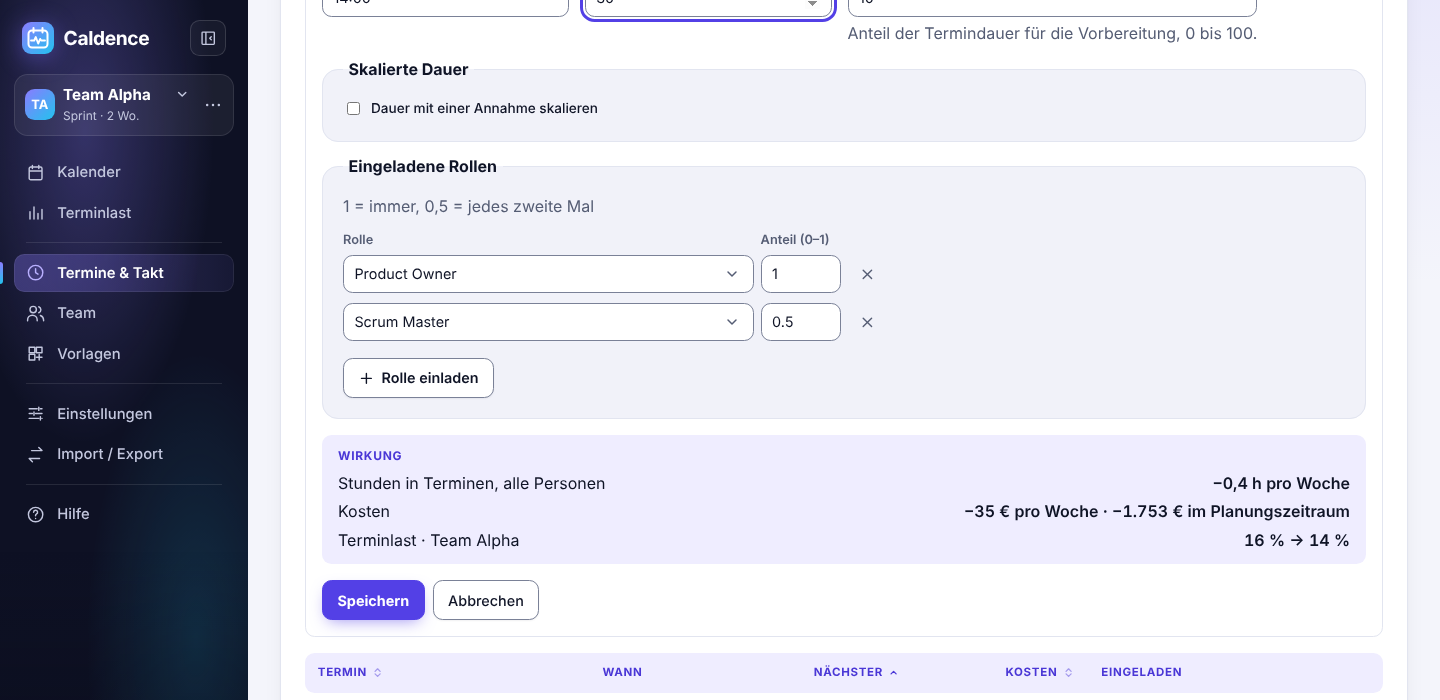 Caldence
TA
Team Alpha
Sprint · 2 Wo.
Kalender
Terminlast
Termine & Takt
Team
Vorlagen
Einstellungen
Import / Export
Hilfe
Anteil der Termindauer für die Vorbereitung, 0 bis 100.
Skalierte Dauer
Dauer mit einer Annahme skalieren
Eingeladene Rollen
1 = immer, 0,5 = jedes zweite Mal
Rolle Anteil (0–1)
Product Owner 1
Scrum Master 0.5
Rolle einladen
WIRKUNG
Stunden in Terminen, alle Personen −0,4 h pro Woche
Kosten −35 € pro Woche · −1.753 € im Planungszeitraum
Terminlast · Team Alpha 16 % → 14 %
Speichern Abbrechen
TERMIN WANN NÄCHSTER KOSTEN EINGELADEN